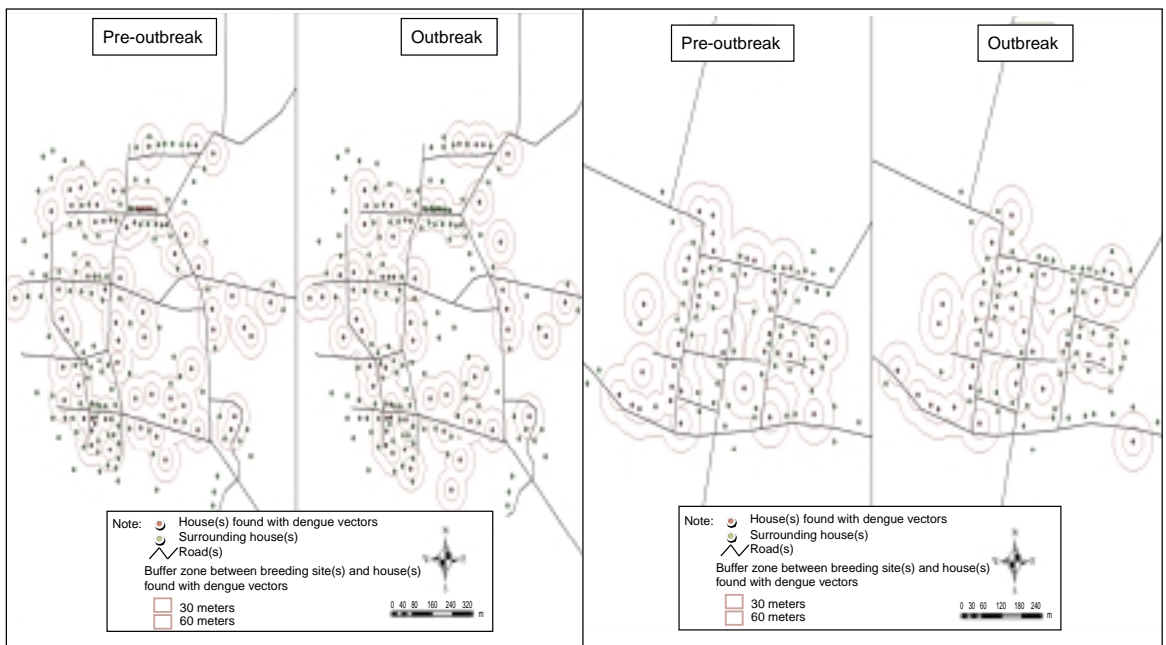 Pre-outbreak
Outbreak
Note:
House(s) found with dengue vectors
Surrounding house(s)
Road(s)
Buffer zone between breeding site(s) and house(s)
found with dengue vectors
30 meters
60 meters
0 40 80 160 240 320
m
Pre-outbreak
Outbreak
Note:
House(s) found with dengue vectors
Surrounding house(s)
Road(s)
Buffer zone between breeding site(s) and house(s)
found with dengue vectors
30 meters
60 meters
0 30 60 120 180 240
m